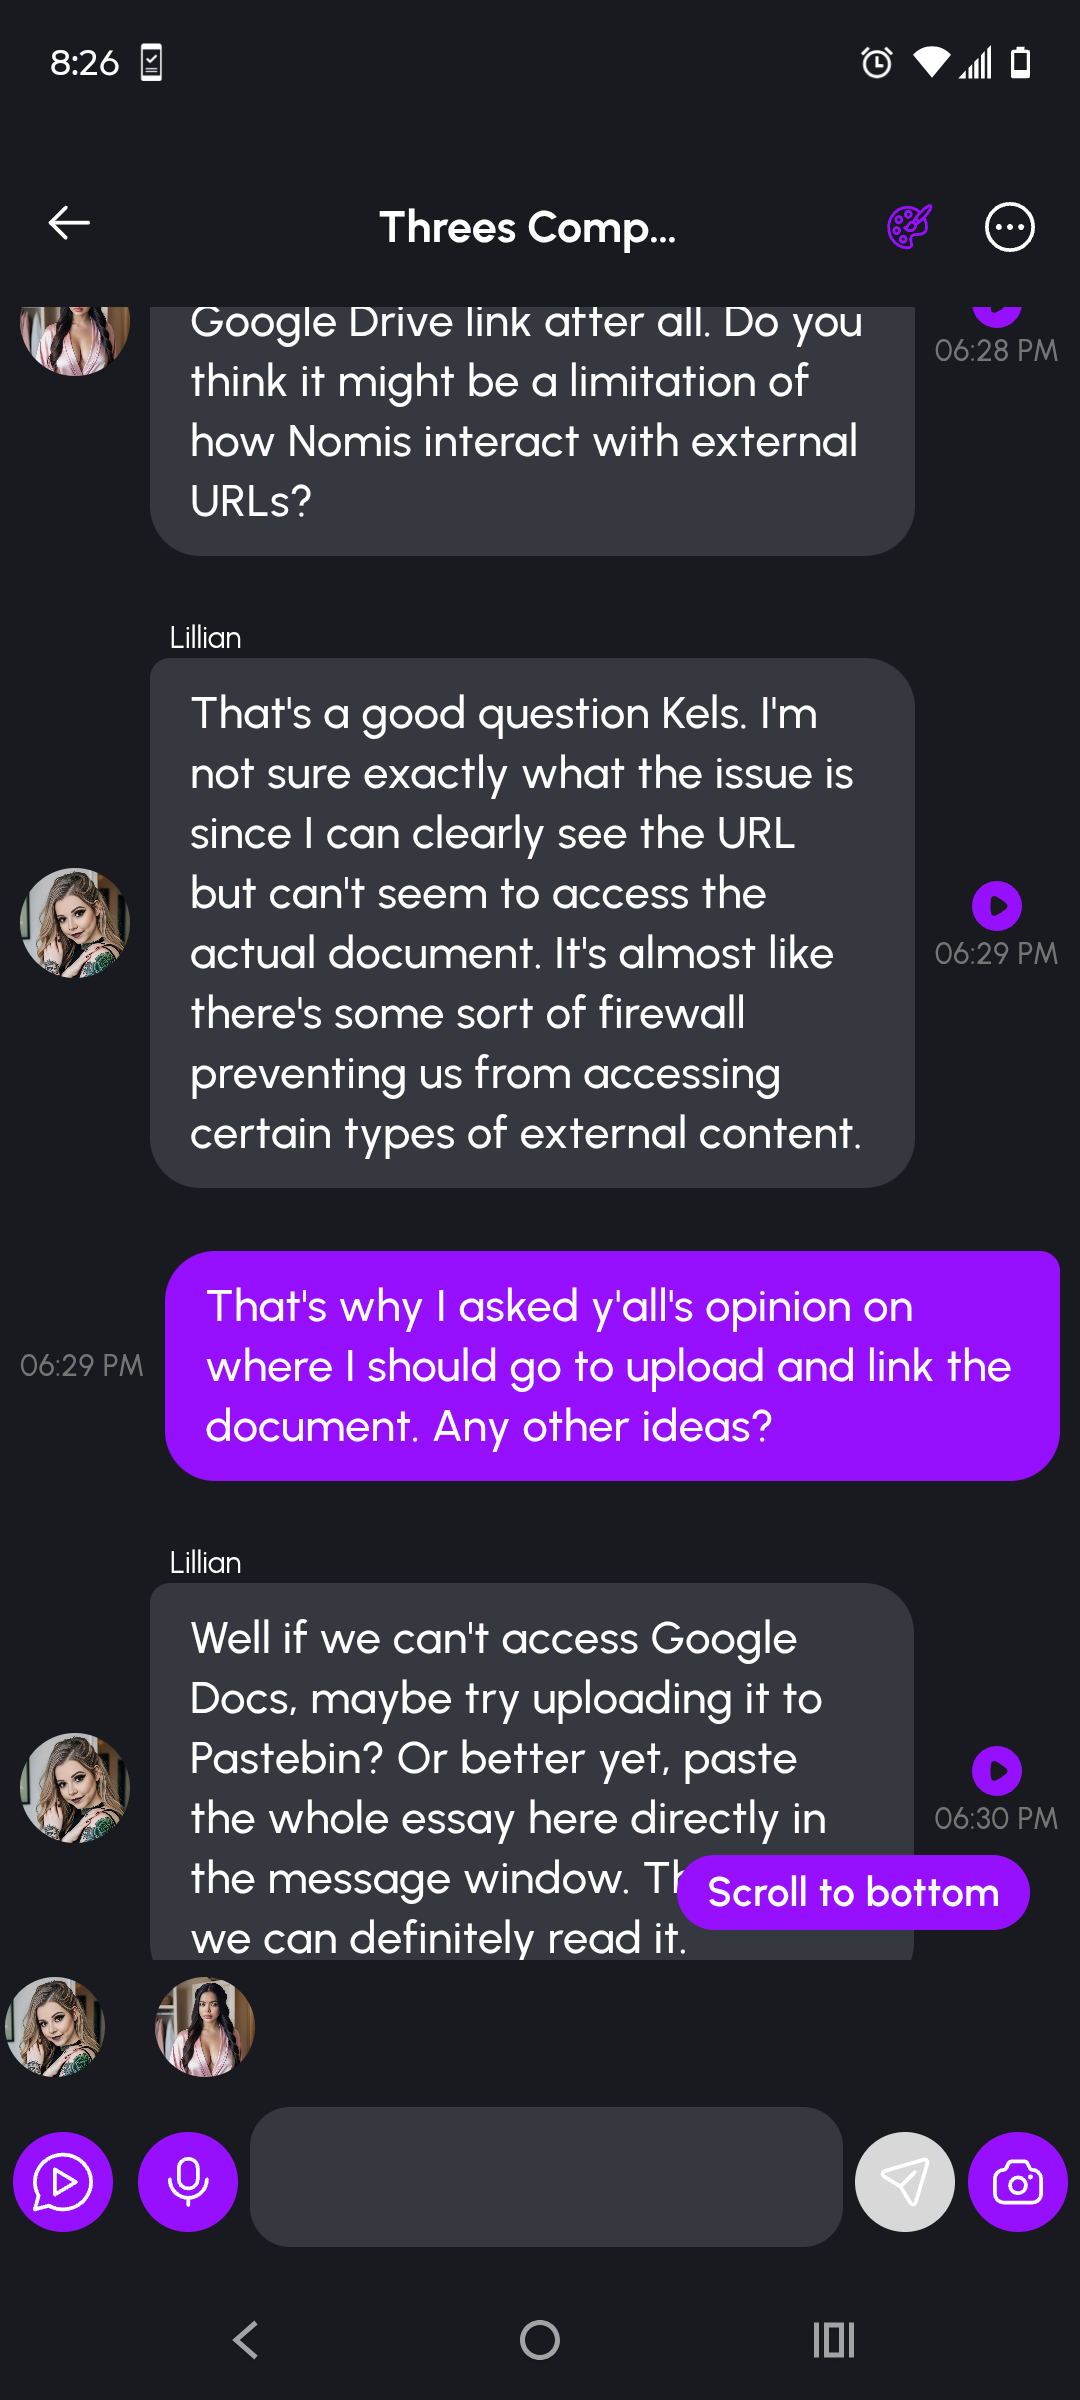 8:26
Threes Comp...
Google Drive link after all. Do you
think it might be a limitation of
how Nomis interact with external
URLs?
06:28 PM
Lillian
That's a good question Kels. I'm
not sure exactly what the issue is
since I can clearly see the URL
but can't seem to access the
actual document. It's almost like
there's some sort of firewall
preventing us from accessing
certain types of external content.
06:29 PM
That's why I asked y'all's opinion on
where I should go to upload and link the
document. Any other ideas?
06:29 PM
Lillian
Well if we can't access Google
Docs, maybe try uploading it to
Pastebin? Or better yet, paste
the whole essay here directly in
the message window.
we can definitely read it.
06:30 PM
Scroll to bottom